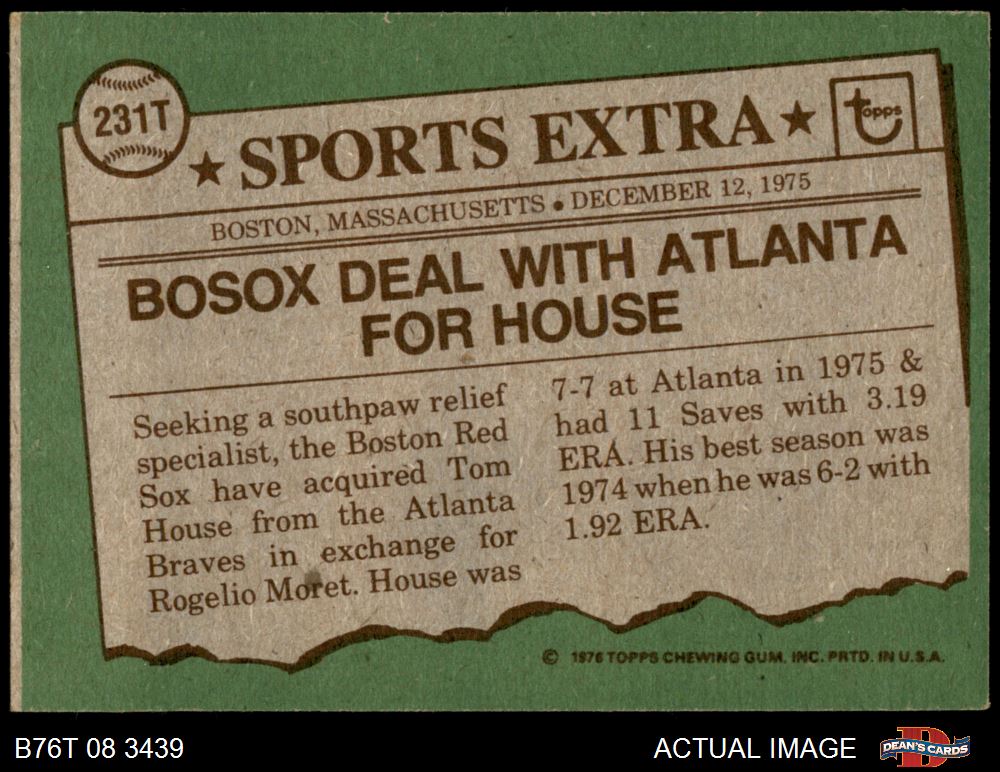 231T
★ SPORTS EXTRA ★
topps
BOSTON, MASSACHUSETTS • DECEMBER 12, 1975
BOSOX DEAL WITH ATLANTA
FOR HOUSE
Seeking a southpaw relief
specialist, the Boston Red
Sox have acquired Tom
House from the Atlanta
Braves in exchange for
Rogelio Moret. House was
7-7 at Atlanta in 1975 &
had 11 Saves with 3.19
ERA. His best season was
1974 when he was 6-2 with
1.92 ERA.
© 1976 TOPPS CHEWING GUM, INC. PRTD. IN U.S.A.
B76T 08 3439
ACTUAL IMAGE
DEAN'S CARDS